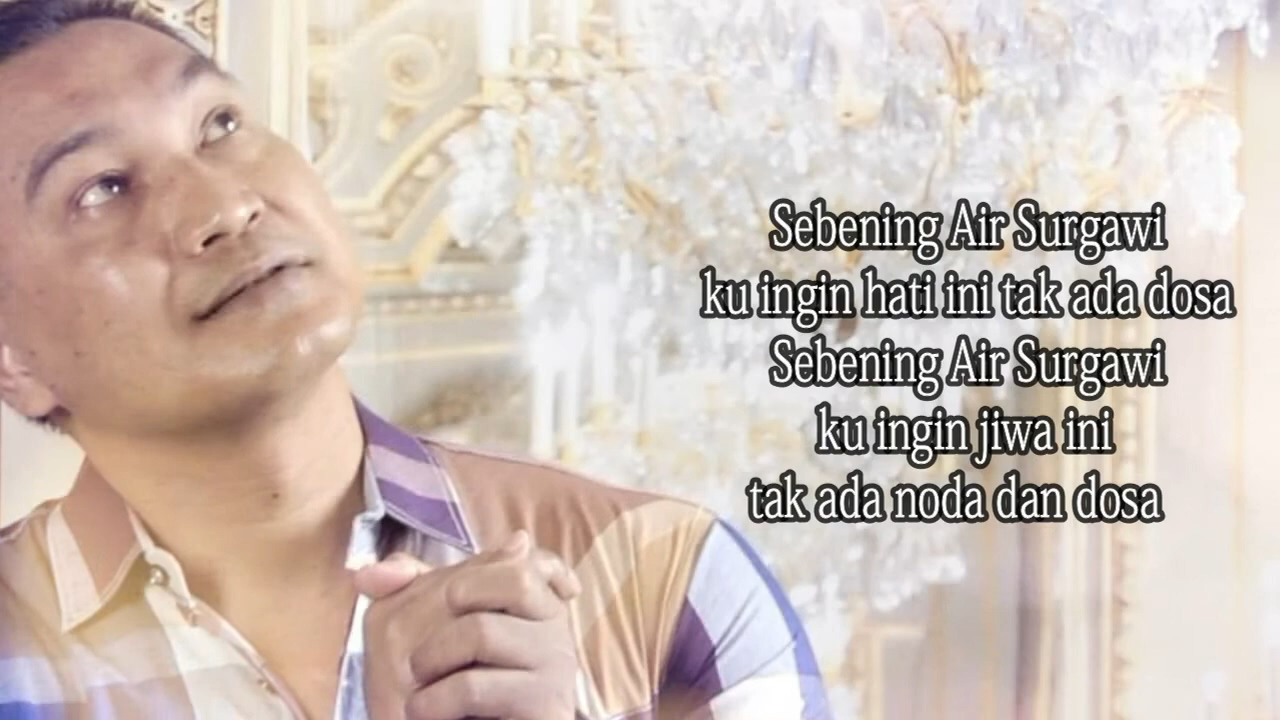 Sebening Air Surgawi
ku ingin hati ini tak ada dosa
Sebening Air Surgawi
ku ingin jiwa ini
tak ada noda dan dosa